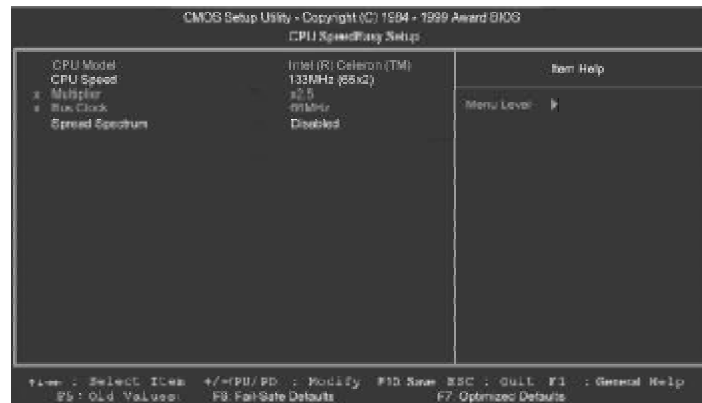 CMOS Setup Utility - Copyright (C) 1984 - 1999 Award BIOS
CPU SpeedEasy Setup
CPU Model Intel (R) Celeron (TM)
CPU Speed 133MHz (66x2)
x Multiplier x2.5
x Bus Clock 66MHz
Spread Spectrum Disabled
Item Help
Menu Level
: Select Item +/-/PU/PD : Modify F10: Save ESC : Quit F1 : General Help
F5 : Old Values F6: Fail-Safe Defaults F7: Optimized Defaults